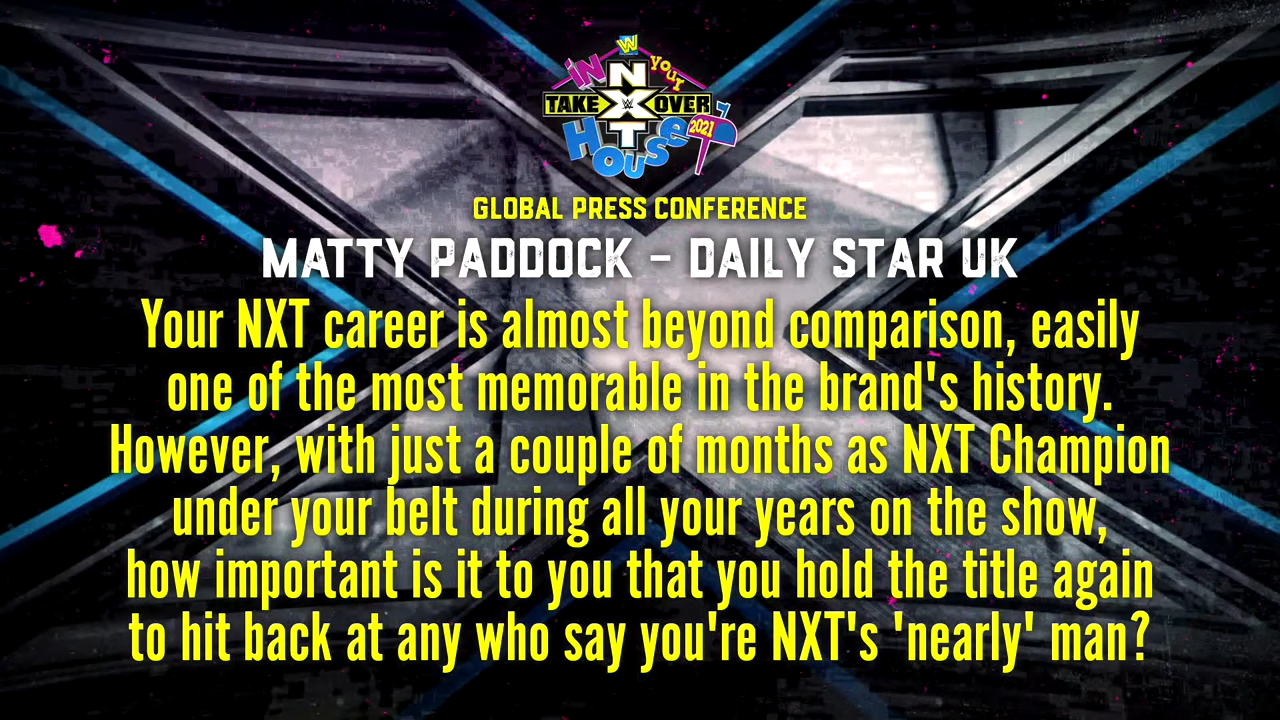 W
IN YOUR
NXT
TAKE OVER
W
HOUSE
2021
GLOBAL PRESS CONFERENCE
MATTY PADDOCK – DAILY STAR UK
Your NXT career is almost beyond comparison, easily
one of the most memorable in the brand's history.
However, with just a couple of months as NXT Champion
under your belt during all your years on the show,
how important is it to you that you hold the title again
to hit back at any who say you're NXT's 'nearly' man?